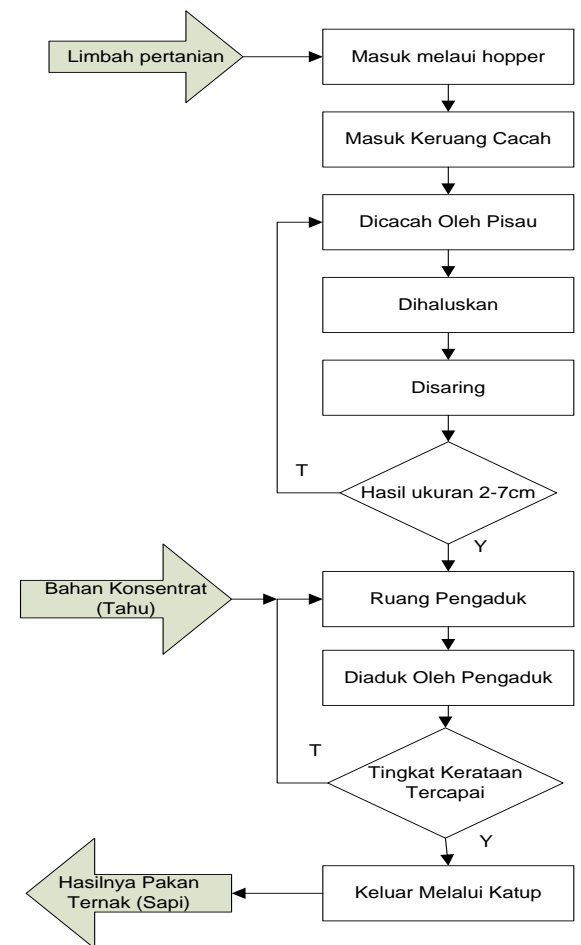 Limbah pertanian
Masuk melaui hopper
Masuk Keruang Cacah
Dicacah Oleh Pisau
Dihaluskan
Disaring
T
Hasil ukuran 2-7cm
Y
Bahan Konsentrat
(Tahu)
Ruang Pengaduk
Diaduk Oleh Pengaduk
T
Tingkat Kerataan
Tercapai
Y
Hasilnya Pakan
Ternak (Sapi)
Keluar Melalui Katup